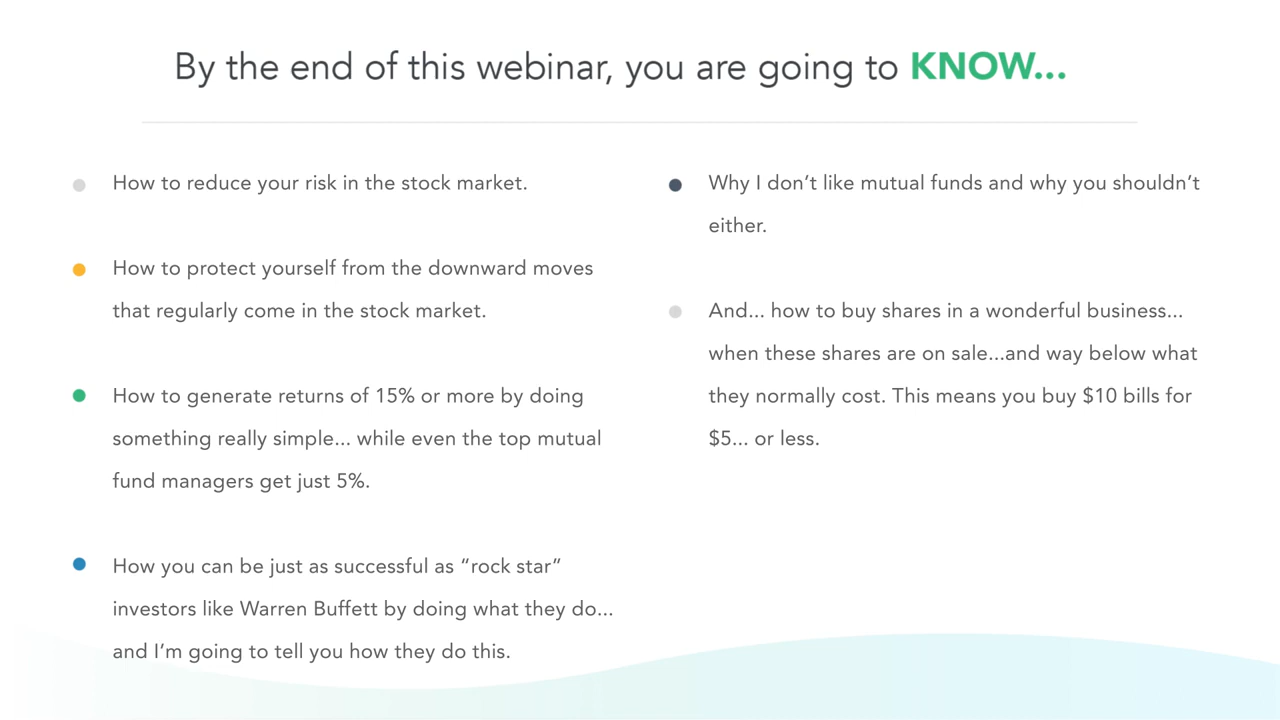 By the end of this webinar, you are going to KNOW...
How to reduce your risk in the stock market.
How to protect yourself from the downward moves
that regularly come in the stock market.
How to generate returns of 15% or more by doing
something really simple... while even the top mutual
fund managers get just 5%.
How you can be just as successful as “rock star”
investors like Warren Buffett by doing what they do...
and I’m going to tell you how they do this.
Why I don’t like mutual funds and why you shouldn’t
either.
And... how to buy shares in a wonderful business...
when these shares are on sale...and way below what
they normally cost. This means you buy $10 bills for
$5... or less.